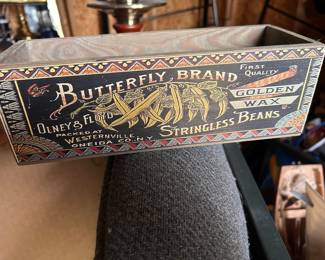 BUTTERFLY BRAND
OLNEY & FLOYD
PACKED AT
WESTERNVILLE
ONEIDA CO. N.Y.
FIRST
QUALITY
GOLDEN
WAX
STRINGLESS BEANS